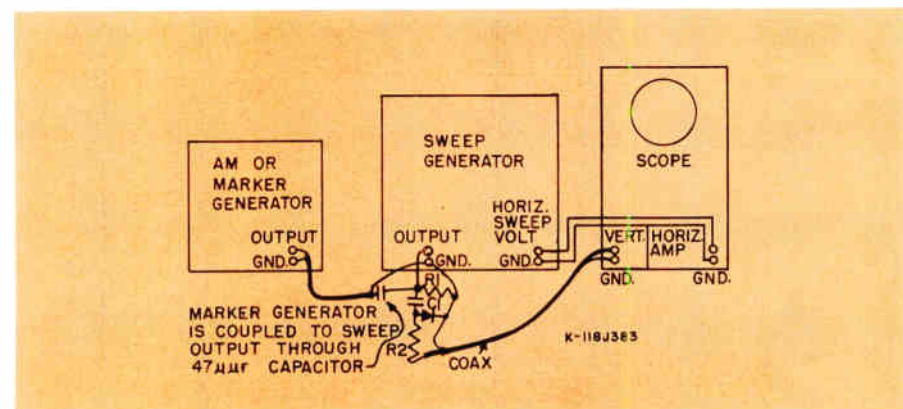 AM OR
MARKER
GENERATOR
OUTPUT
GND.
SWEEP
GENERATOR
HORIZ.
SWEEP
VOLT
OUTPUT
GND.
GND.
SCOPE
VERT.
HORIZ.
AMP
GND.
GND.
R1
C1
R2
MARKER GENERATOR
IS COUPLED TO SWEEP
OUTPUT THROUGH
47µµf CAPACITOR
COAX
K-118J383